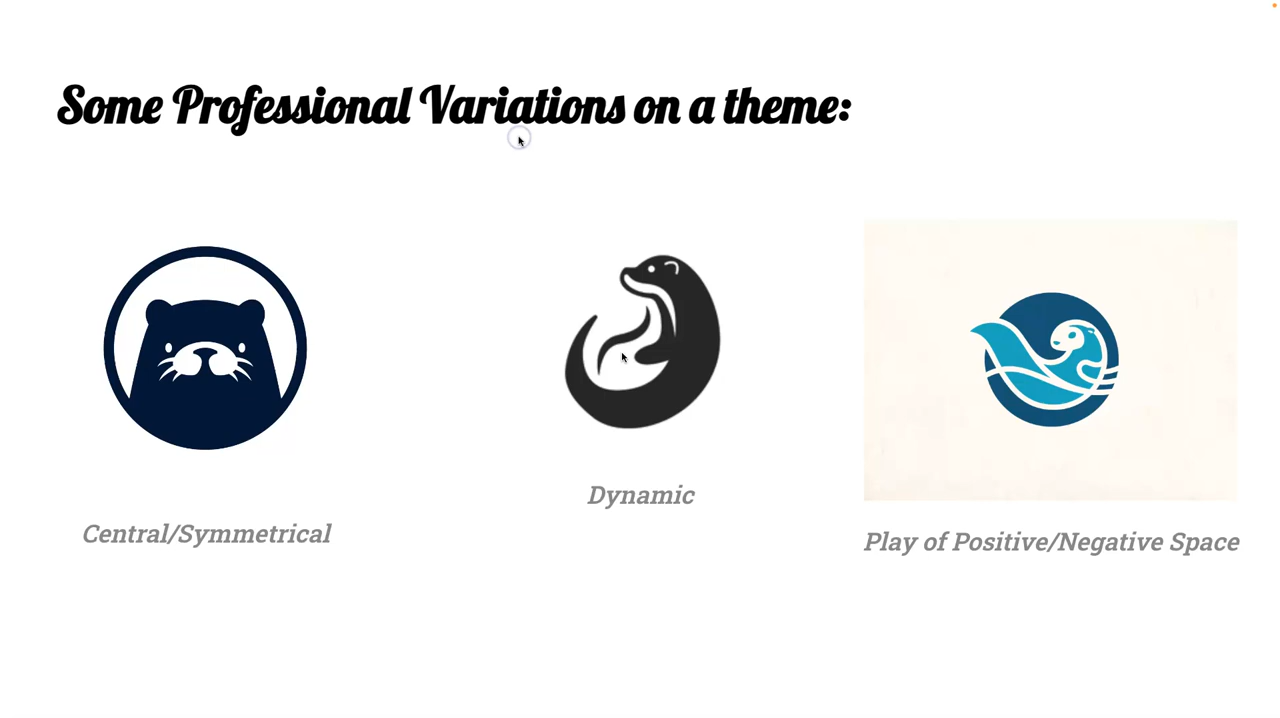 Some Professional Variations on a theme:
Dynamic
Central/Symmetrical
Play of Positive/Negative Space